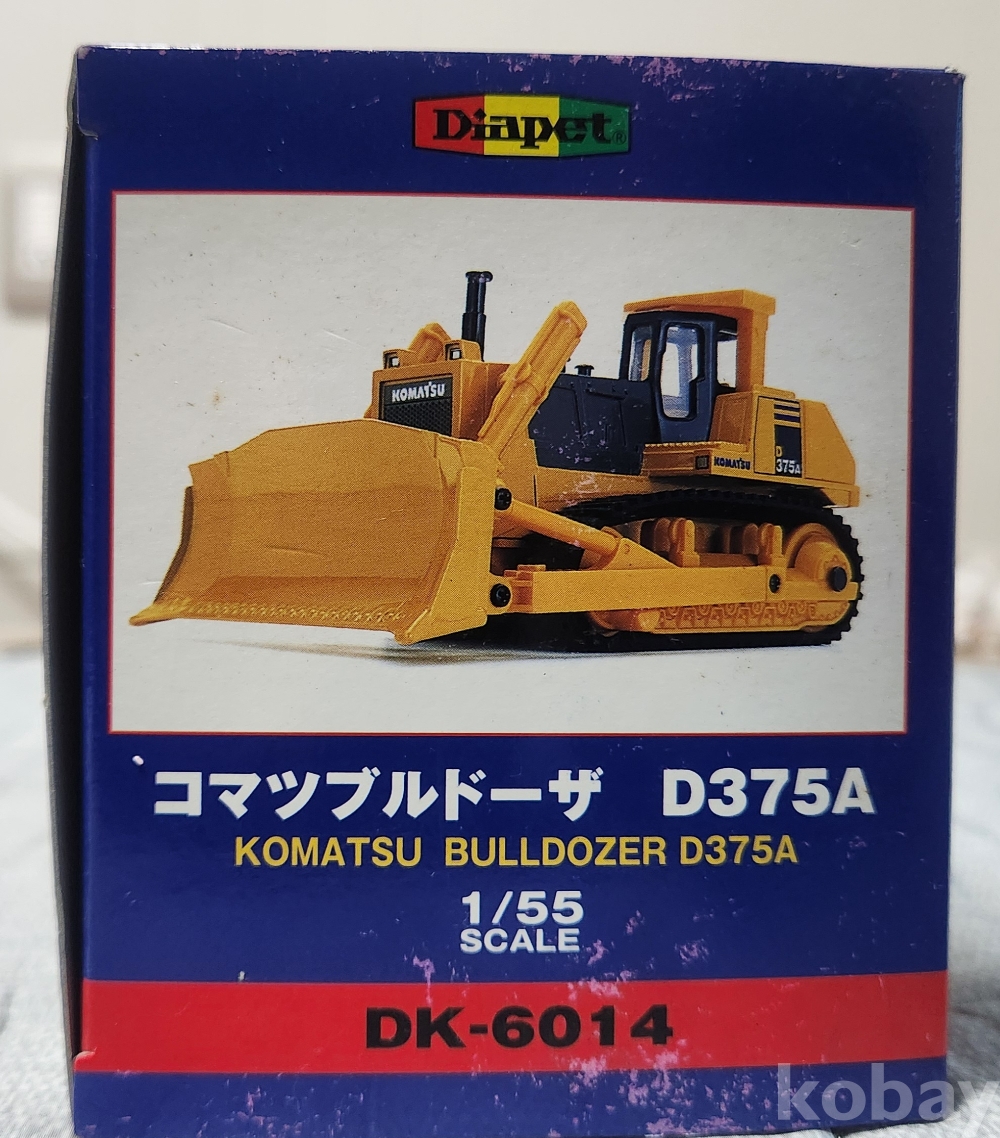 Diapet®
KOMATSU
KOMATSU
D
375A
コマツブルドーザ D375A
KOMATSU BULLDOZER D375A
1/55
SCALE
DK-6014
kobay